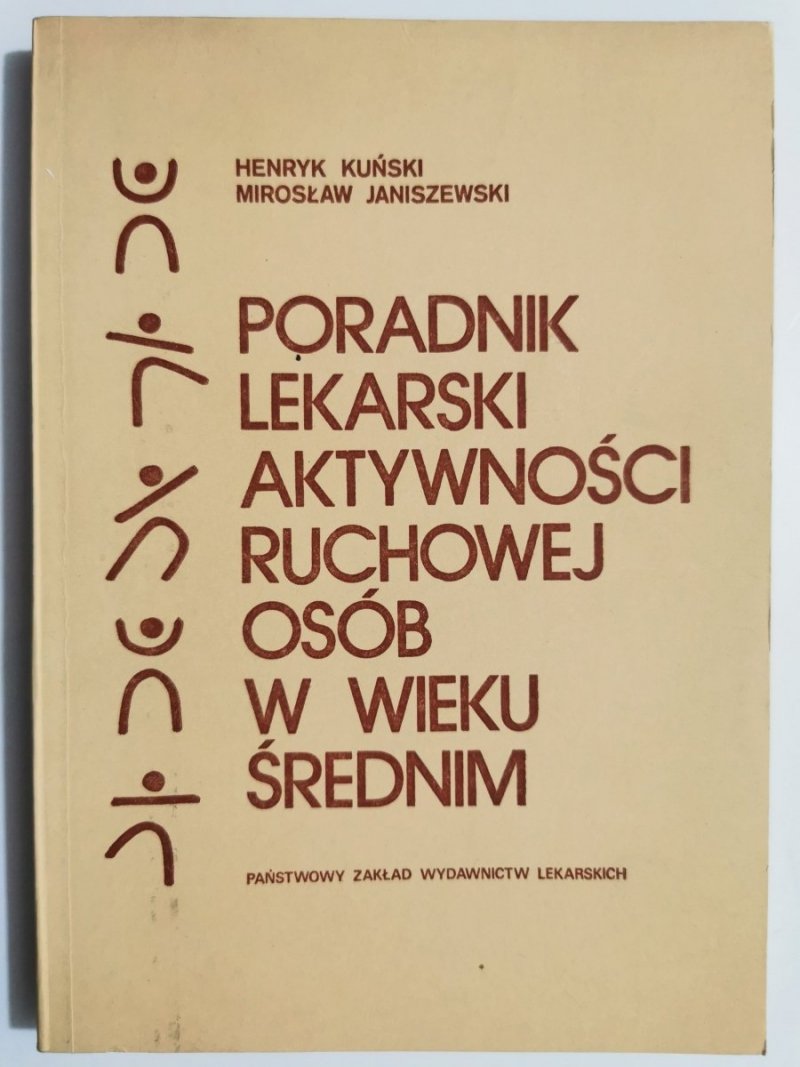 HENRYK KUŃSKI
MIROSŁAW JANISZEWSKI
PORADNIK
LEKARSKI
AKTYWNOŚCI
RUCHOWEJ
OSÓB
W WIEKU
ŚREDNIM
PAŃSTWOWY ZAKŁAD WYDAWNICTW LEKARSKICH